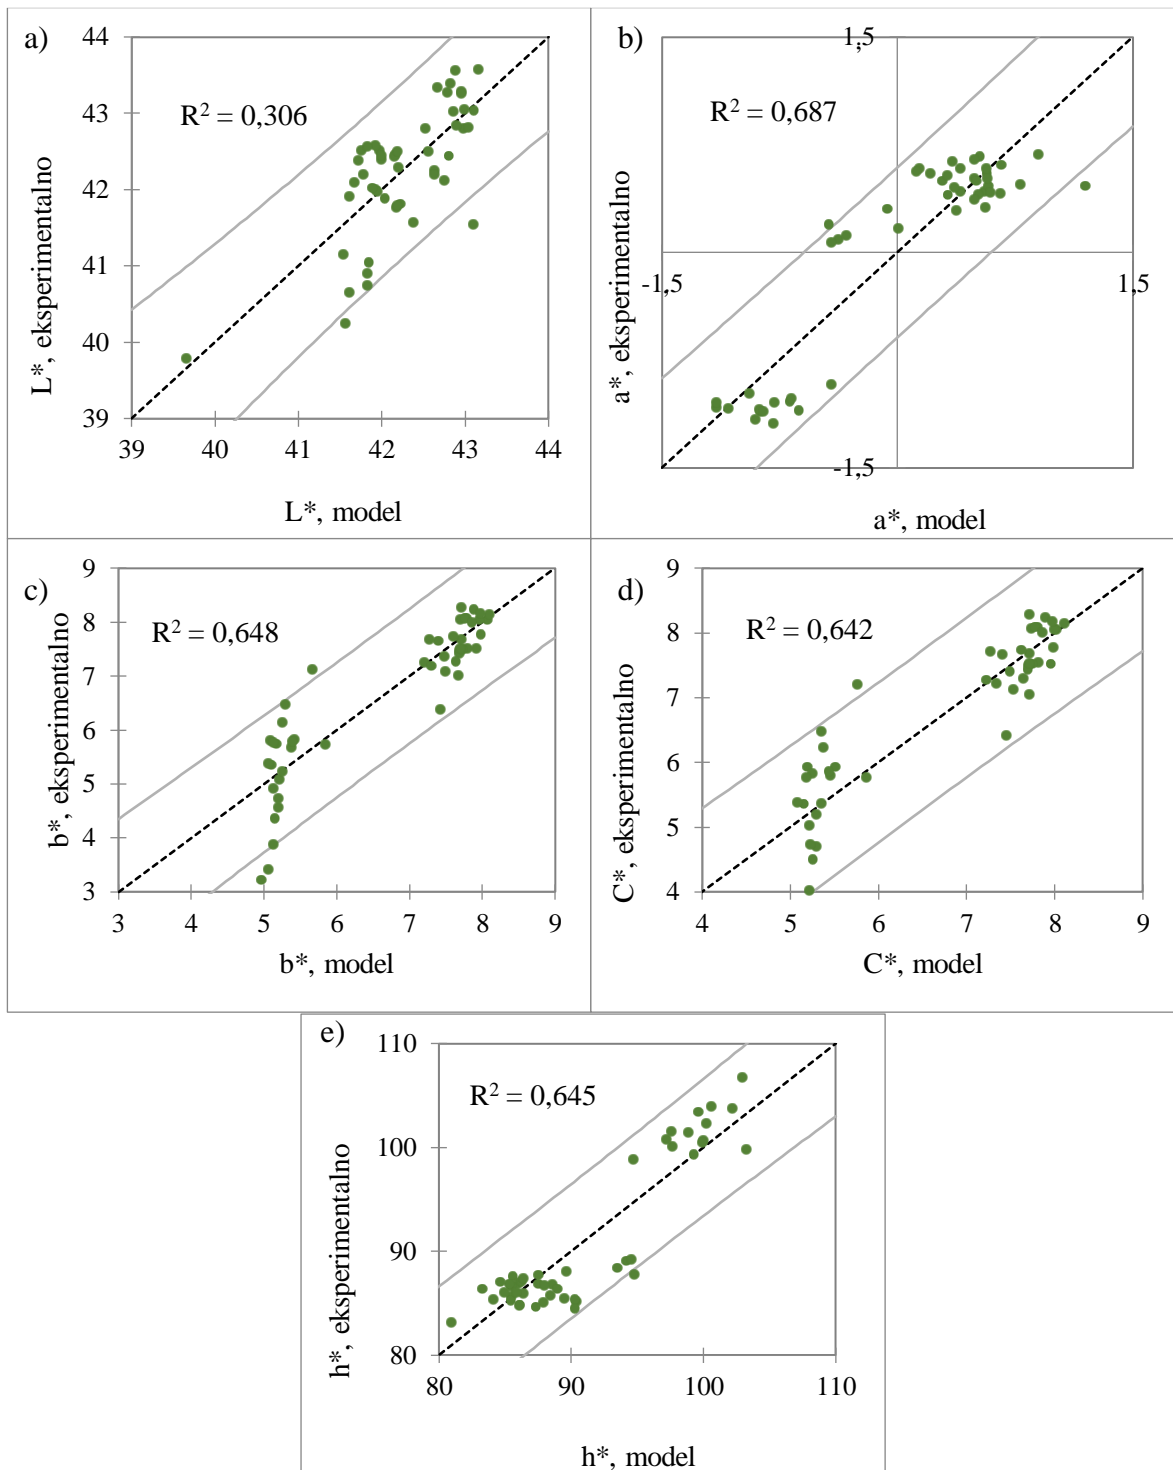 a)
44
43
42
41
40
39
L*, eksperimentalno
R² = 0,306
39 40 41 42 43 44
L*, model
b)
1,5
R² = 0,687
a*, eksperimentalno
-1,5 1,5
-1,5
a*, model
c)
9
8
7
6
5
4
3
b*, eksperimentalno
R² = 0,648
3 4 5 6 7 8 9
b*, model
d)
9
8
7
6
5
4
C*, eksperimentalno
R² = 0,642
4 5 6 7 8 9
C*, model
e)
110
100
90
80
h*, eksperimentalno
R² = 0,645
80 90 100 110
h*, model